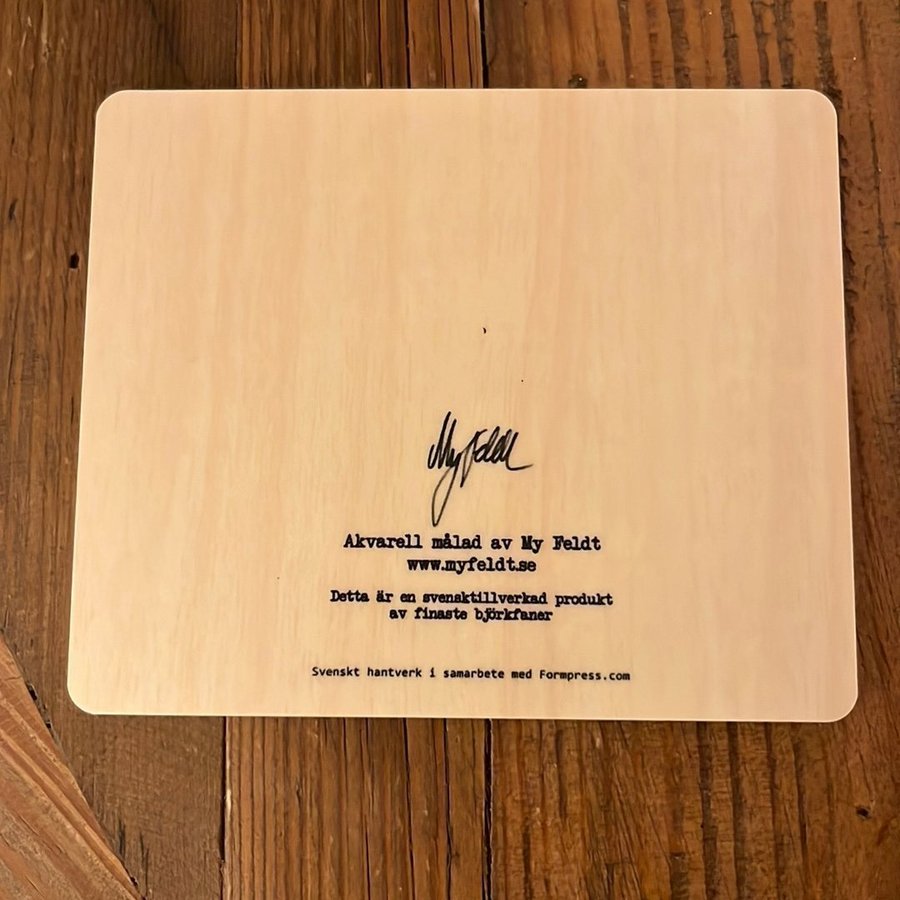 My Feldt
Akvarell målad av My Feldt
www.myfeldt.se
Detta är en svensktillverkad produkt
av finaste björkfaner
Svenskt hantverk i samarbete med Formpress.com